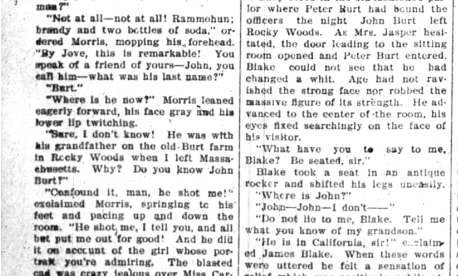 man?"
"Not at all—not at all! Rammohun;
brandy and two bottles of soda," or-
dered Morris, mopping his forehead.
"By Jove, this is remarkable! You
speak of a friend of yours—John, you
call him—what was his last name?"
"Burt."
"Where is he now?" Morris leaned
eagerly forward, his face gray and his
lower lip twitching.
"Sure, I don't know! He was with
his grandfather on the old Burt farm
in Rocky Woods when I left Massa-
chusetts. Why? Do you know John
Burt?"
"Confound it, man, he shot me!"
exclaimed Morris, springing to his
feet and pacing up and down the
room. "He shot me, I tell you, and all
but put me out for good! And he did
it on account of the girl whose por-
trait you're admiring. The blasted
cad was crazy jealous over Miss Car-
lor where Peter Burt had bound the
officers the night John Burt left
Rocky Woods. As Mrs. Jasper hesi-
tated, the door leading to the sitting
room opened and Peter Burt entered.
Blake could not see that he had
changed a whit. Age had not rav-
ished the strong face nor robbed the
massive figure of its strength. He ad-
vanced to the center of the room, his
eyes fixed searchingly on the face of
his visitor.
"What have you to say to me,
Blake? Be seated, sir."
Blake took a seat in an antique
rocker and shifted his legs uneasily.
"Where is John?"
"John—John—I don't——"
"Do not lie to me, Blake. Tell me
what you know of my grandson."
"He is in California, sir!" exclaim-
ed James Blake. When these words
were uttered he felt a sensation of